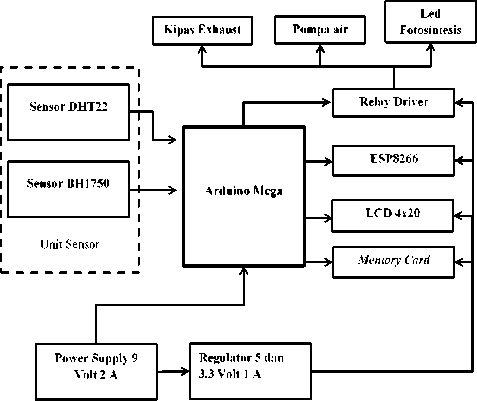 Kipas Exhaust
Pompa air
Led
Fotosintesis
Sensor DHT22
Relay Driver
ESP8266
Sensor BH1750
Arduino Mega
LCD 4x20
Unit Sensor
Memory Card
Power Supply 9
Volt 2 A
Regulator 5 dan
3.3 Volt 1 A